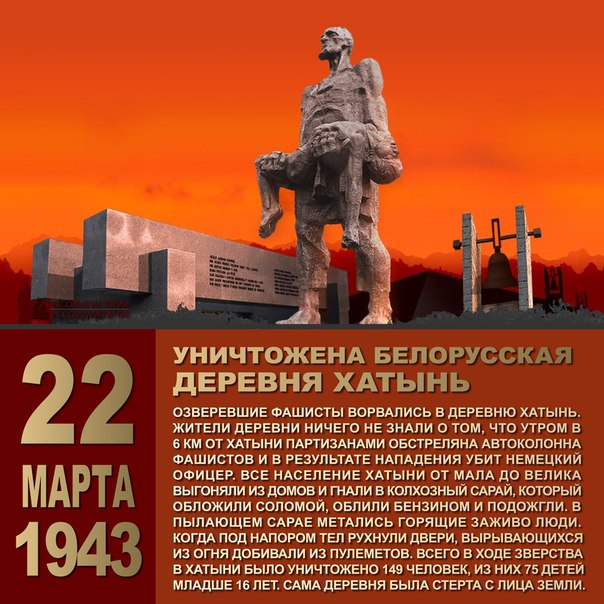 22
МАРТА
1943
УНИЧТОЖЕНА БЕЛОРУССКАЯ
ДЕРЕВНЯ ХАТЫНЬ
ОЗВЕРЕВШИЕ ФАШИСТЫ ВОРВАЛИСЬ В ДЕРЕВНЮ ХАТЫНЬ.
ЖИТЕЛИ ДЕРЕВНИ НИЧЕГО НЕ ЗНАЛИ О ТОМ, ЧТО УТРОМ В
6 КМ ОТ ХАТЫНИ ПАРТИЗАНАМИ ОБСТРЕЛЯНА АВТОКОЛОННА
ФАШИСТОВ И В РЕЗУЛЬТАТЕ НАПАДЕНИЯ УБИТ НЕМЕЦКИЙ
ОФИЦЕР. ВСЕ НАСЕЛЕНИЕ ХАТЫНИ ОТ МАЛА ДО ВЕЛИКА
ВЫГОНЯЛИ ИЗ ДОМОВ И ГНАЛИ В КОЛХОЗНЫЙ САРАЙ, КОТОРЫЙ
ОБЛОЖИЛИ СОЛОМОЙ, ОБЛИЛИ БЕНЗИНОМ И ПОДОЖГЛИ. В
ПЫЛАЮЩЕМ САРАЕ МЕТАЛИСЬ ГОРЯЩИЕ ЗАЖИВО ЛЮДИ.
КОГДА ПОД НАПОРОМ ТЕЛ РУХНУЛИ ДВЕРИ, ВЫРЫВАЮЩИХСЯ
ИЗ ОГНЯ ДОБИВАЛИ ИЗ ПУЛЕМЕТОВ. ВСЕГО В ХОДЕ ЗВЕРСТВА
В ХАТЫНИ БЫЛО УНИЧТОЖЕНО 149 ЧЕЛОВЕК, ИЗ НИХ 75 ДЕТЕЙ
МЛАДШЕ 16 ЛЕТ. САМА ДЕРЕВНЯ БЫЛА СТЕРТА С ЛИЦА ЗЕМЛИ.